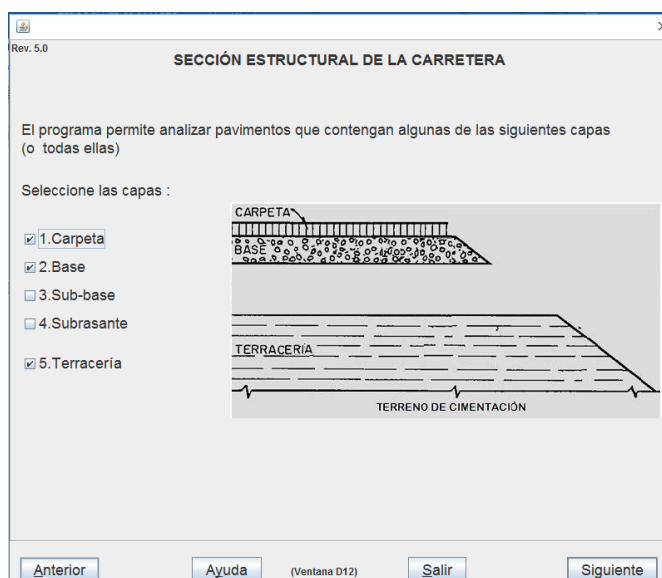 Rev. 5.0
SECCIÓN ESTRUCTURAL DE LA CARRETERA
El programa permite analizar pavimentos que contengan algunas de las siguientes capas
(o todas ellas)
Seleccione las capas :
1.Carpeta
2.Base
3.Sub-base
4.Subrasante
5.Terracería
CARPETA
BASE
TERRACERÍA
TERRENO DE CIMENTACIÓN
Anterior
Ayuda
(Ventana D12)
Salir
Siguiente